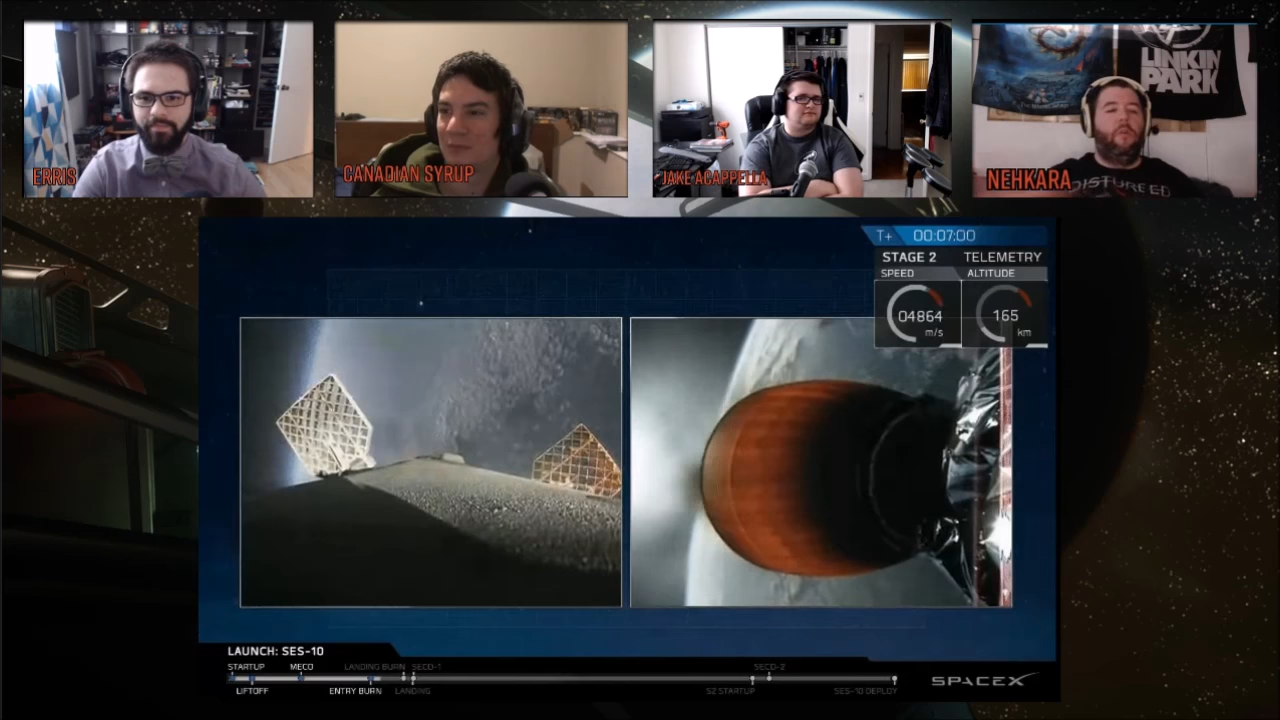 LINKIN
PARK
ERRIS
CANADIAN SYRUP
JAKE ACAPPELLA
NEHKARA
DISTURBED
T+ 00:07:00
STAGE 2 TELEMETRY
SPEED ALTITUDE
04864 165
m/s km
LAUNCH: SES-10
STARTUP MECO LANDING BURN SECO-1 SECO-2
LIFTOFF ENTRY BURN LANDING S2 STARTUP SES-10 DEPLOY
SPACEX